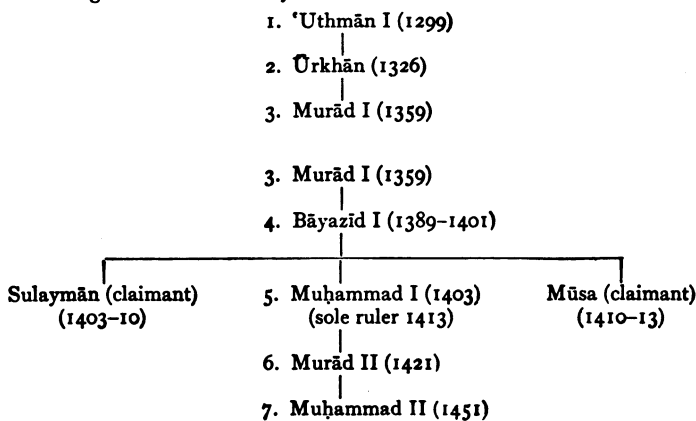 1. ‘Uthmān I (1299)
2. Ūrkhān (1326)
3. Murād I (1359)
3. Murād I (1359)
4. Bāyazīd I (1389–1401)
Sulaymān (claimant) 5. Muḥammad I (1403) Mūsa (claimant)
(1403–10) (sole ruler 1413) (1410–13)
6. Murād II (1421)
7. Muḥammad II (1451)